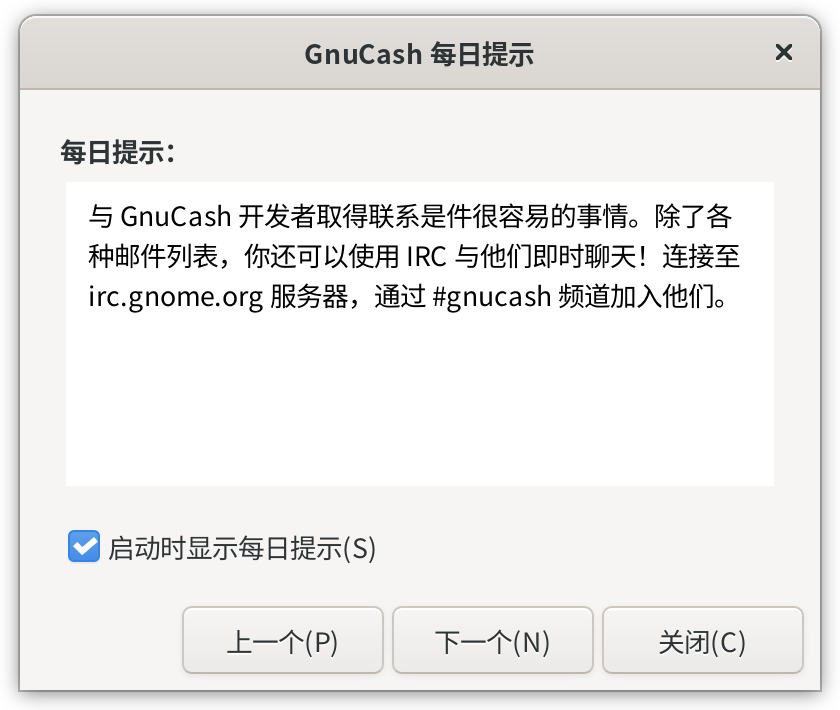 GnuCash 每日提示
每日提示：
与 GnuCash 开发者取得联系是件很容易的事情。除了各
种邮件列表，你还可以使用 IRC 与他们即时聊天！连接至
irc.gnome.org 服务器，通过 #gnucash 频道加入他们。
启动时显示每日提示(S)
上一个(P)
下一个(N)
关闭(C)